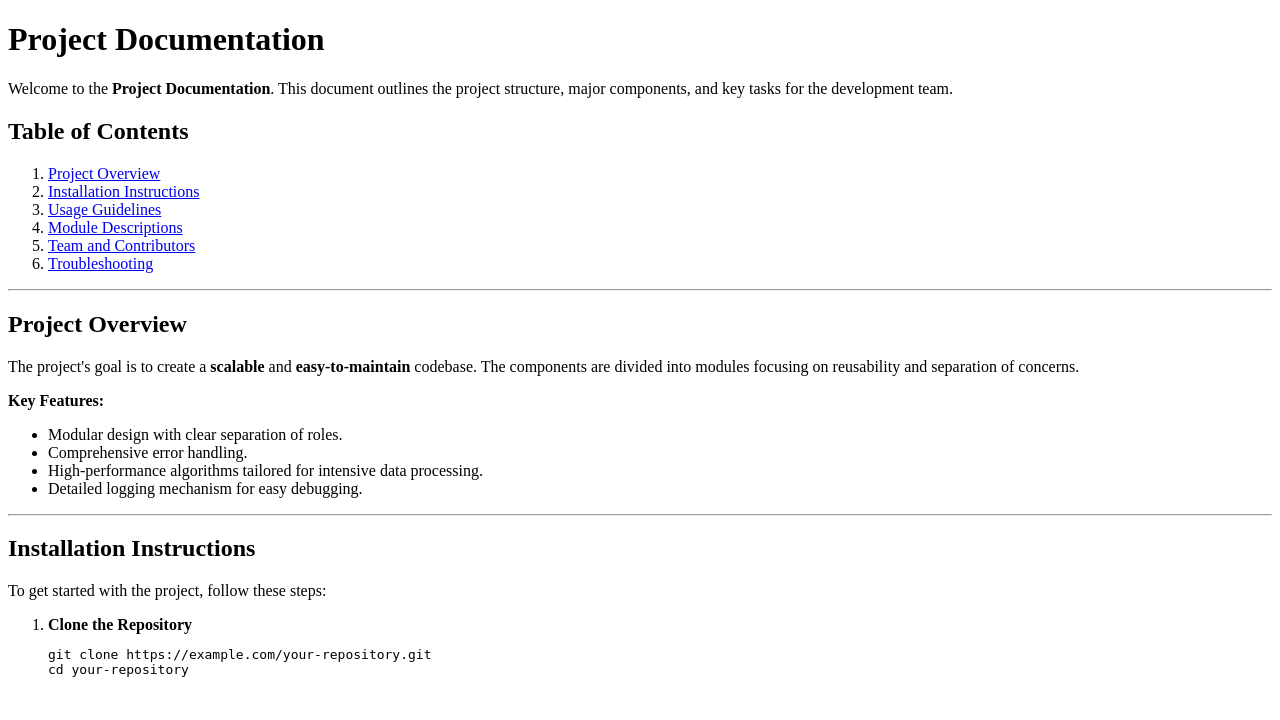 Project Documentation
Welcome to the Project Documentation. This document outlines the project structure, major components, and key tasks for the development team.
Table of Contents
1. Project Overview
2. Installation Instructions
3. Usage Guidelines
4. Module Descriptions
5. Team and Contributors
6. Troubleshooting
Project Overview
The project's goal is to create a scalable and easy-to-maintain codebase. The components are divided into modules focusing on reusability and separation of concerns.
Key Features:
• Modular design with clear separation of roles.
• Comprehensive error handling.
• High-performance algorithms tailored for intensive data processing.
• Detailed logging mechanism for easy debugging.
Installation Instructions
To get started with the project, follow these steps:
1. Clone the Repository
git clone https://example.com/your-repository.git
cd your-repository